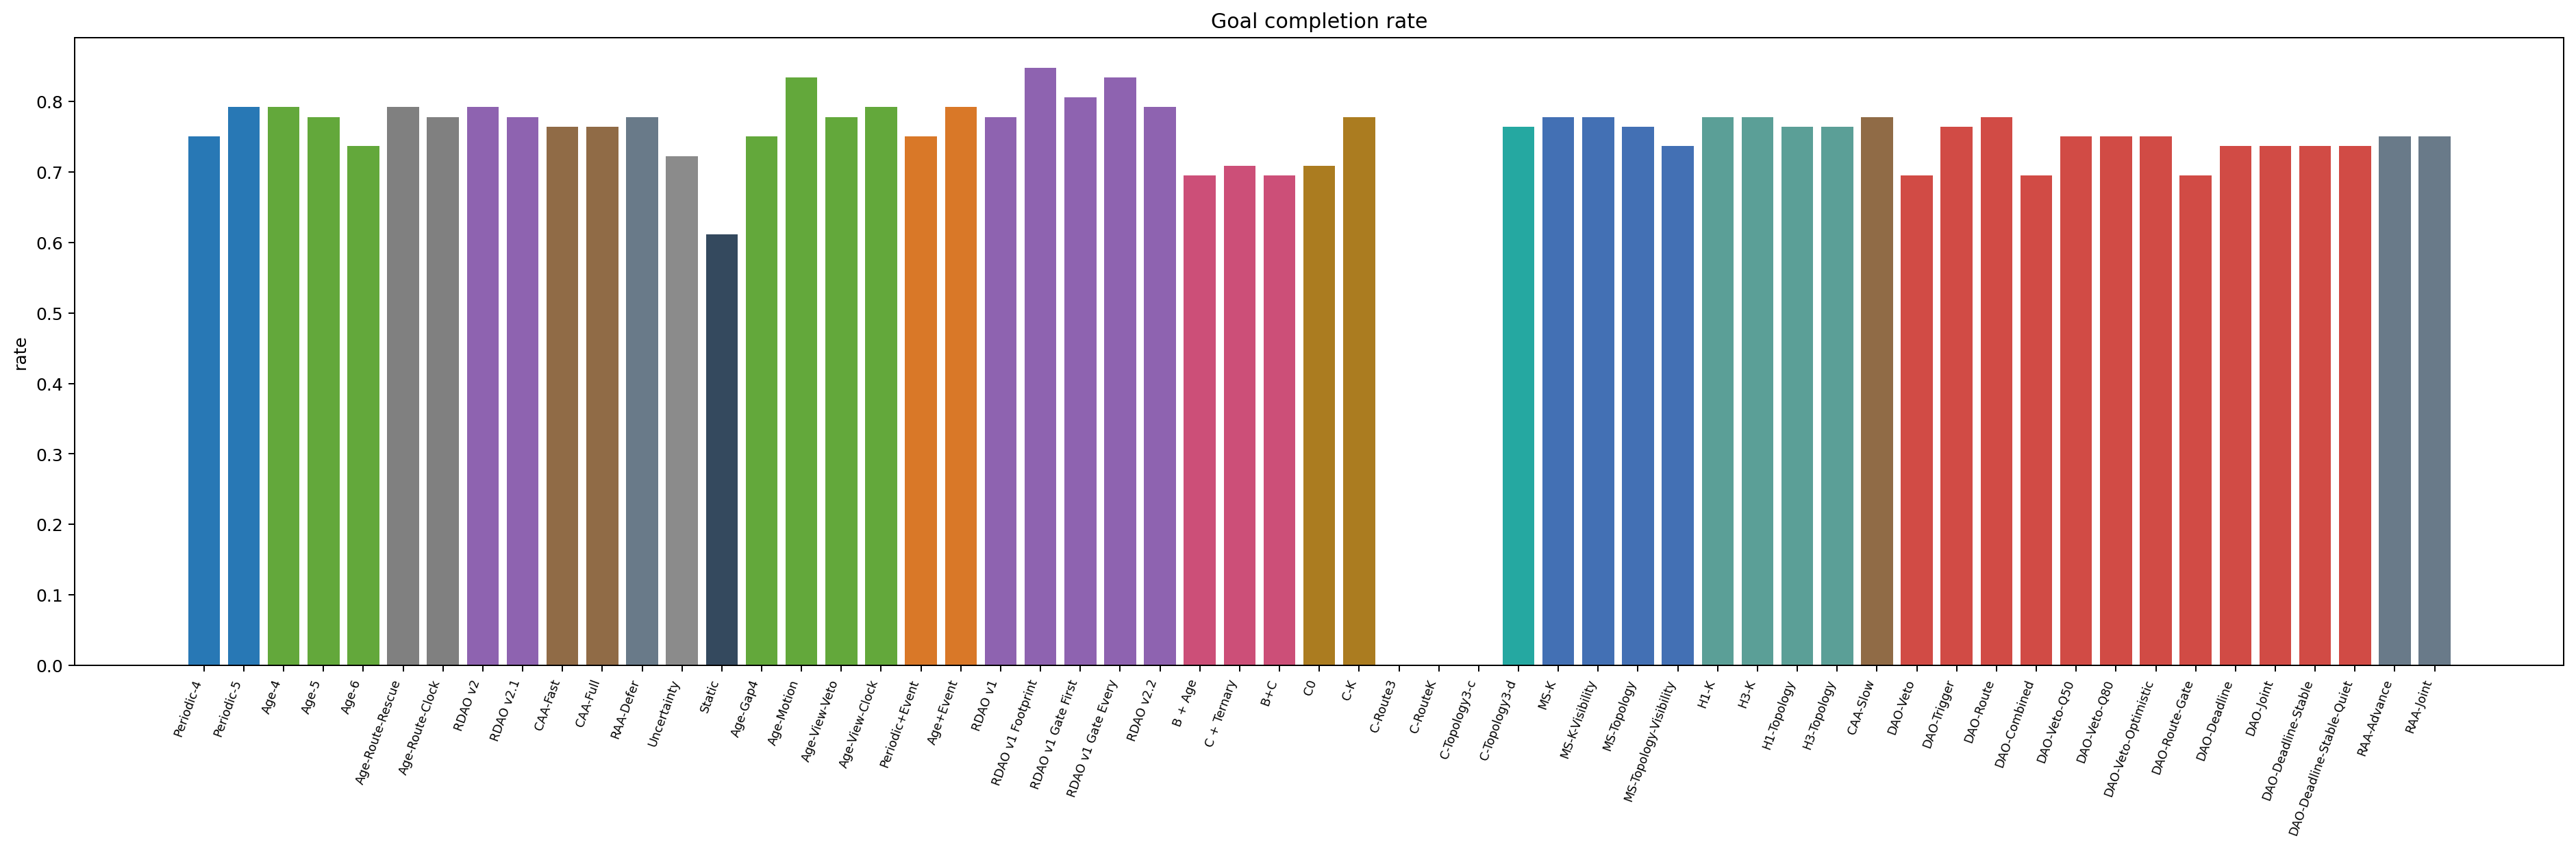 Goal completion rate
rate
0.8
0.7
0.6
0.5
0.4
0.3
0.2
0.1
0.0
Periodic-4
Periodic-5
Age-4
Age-5
Age-6
Age-Route-Rescue
Age-Route-Clock
RDAO v2
RDAO v2.1
CAA-Fast
CAA-Full
RAA-Defer
Uncertainty
Static
Age-Gap4
Age-Motion
Age-View-Veto
Age-View-Clock
Periodic+Event
Age+Event
RDAO v1
RDAO v1 Footprint
RDAO v1 Gate First
RDAO v1 Gate Every
RDAO v2.2
B + Age
C + Ternary
B+C
C0
C-K
C-Route3
C-RouteK
C-Topology3-c
C-Topology3-d
MS-K
MS-K-Visibility
MS-Topology
MS-Topology-Visibility
H1-K
H3-K
H1-Topology
H3-Topology
CAA-Slow
DAO-Veto
DAO-Trigger
DAO-Route
DAO-Combined
DAO-Veto-Q50
DAO-Veto-Q80
DAO-Veto-Optimistic
DAO-Route-Gate
DAO-Deadline
DAO-Joint
DAO-Deadline-Stable
DAO-Deadline-Stable-Quiet
RAA-Advance
RAA-Joint